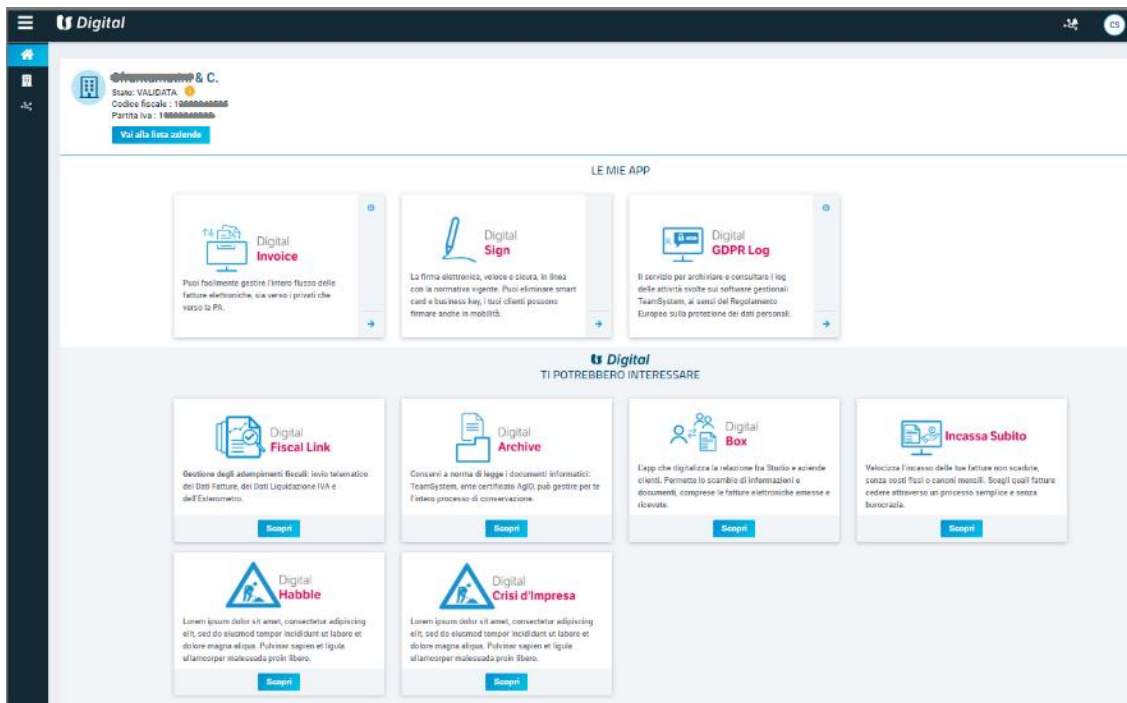 Digital
CS
& C.
Stato: VALIDATA
Codice fiscale :
Partita Iva :
Vai alla lista aziende
LE MIE APP
Digital
Invoice
Puoi facilmente gestire l'intero flusso delle
fatture elettroniche, sia verso i privati che
verso la PA.
Digital
Sign
La firma elettronica, veloce e sicura, in linea
con la normativa vigente. Puoi eliminare smart
card e business key, i tuoi clienti possono
firmare anche in mobilità.
Digital
GDPR Log
Il servizio per archiviare e consultare i log
delle attività svolte sui software gestionali
TeamSystem, ai sensi del Regolamento
Europeo sulla protezione dei dati personali.
Digital
TI POTREBBERO INTERESSARE
Digital
Fiscal Link
Gestione degli adempimenti fiscali: invio telematico
dei Dati Fatture, dei Dati Liquidazione IVA e
dell'Esterometro.
Scopri
Digital
Archive
Conservi a norma di legge i documenti informatici:
TeamSystem, ente certificato AgID, può gestire per te
l'intero processo di conservazione.
Scopri
Digital
Box
L'app che digitalizza la relazione fra Studio e aziende
clienti. Permette lo scambio di informazioni e
documenti, comprese le fatture elettroniche emesse e
ricevute.
Scopri
Incassa Subito
Velocizza l'incasso delle tue fatture non scadute,
senza costi fissi o canoni mensili. Scegli quali fatture
cedere attraverso un processo semplice e senza
burocrazia.
Scopri
Digital
Habble
Lorem ipsum dolor sit amet, consectetur adipiscing
elit, sed do eiusmod tempor incididunt ut labore et
dolore magna aliqua. Pulvinar sapien et ligula
ullamcorper malesuada proin libero.
Scopri
Digital
Crisi d'Impresa
Lorem ipsum dolor sit amet, consectetur adipiscing
elit, sed do eiusmod tempor incididunt ut labore et
dolore magna aliqua. Pulvinar sapien et ligula
ullamcorper malesuada proin libero.
Scopri